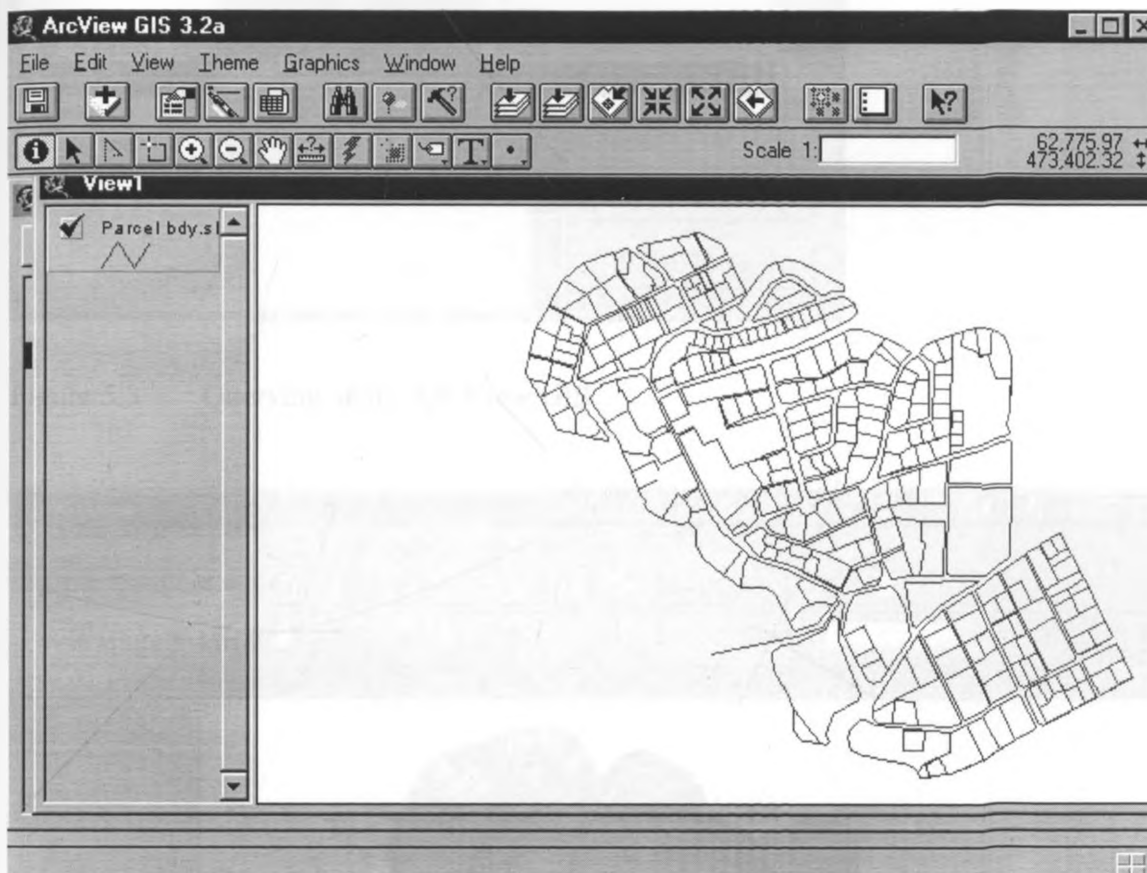 ArcView GIS 3.2a
File Edit View Theme Graphics Window Help
Scale 1:
62,775.97
473,402.32
View1
Parcel bdy.sl